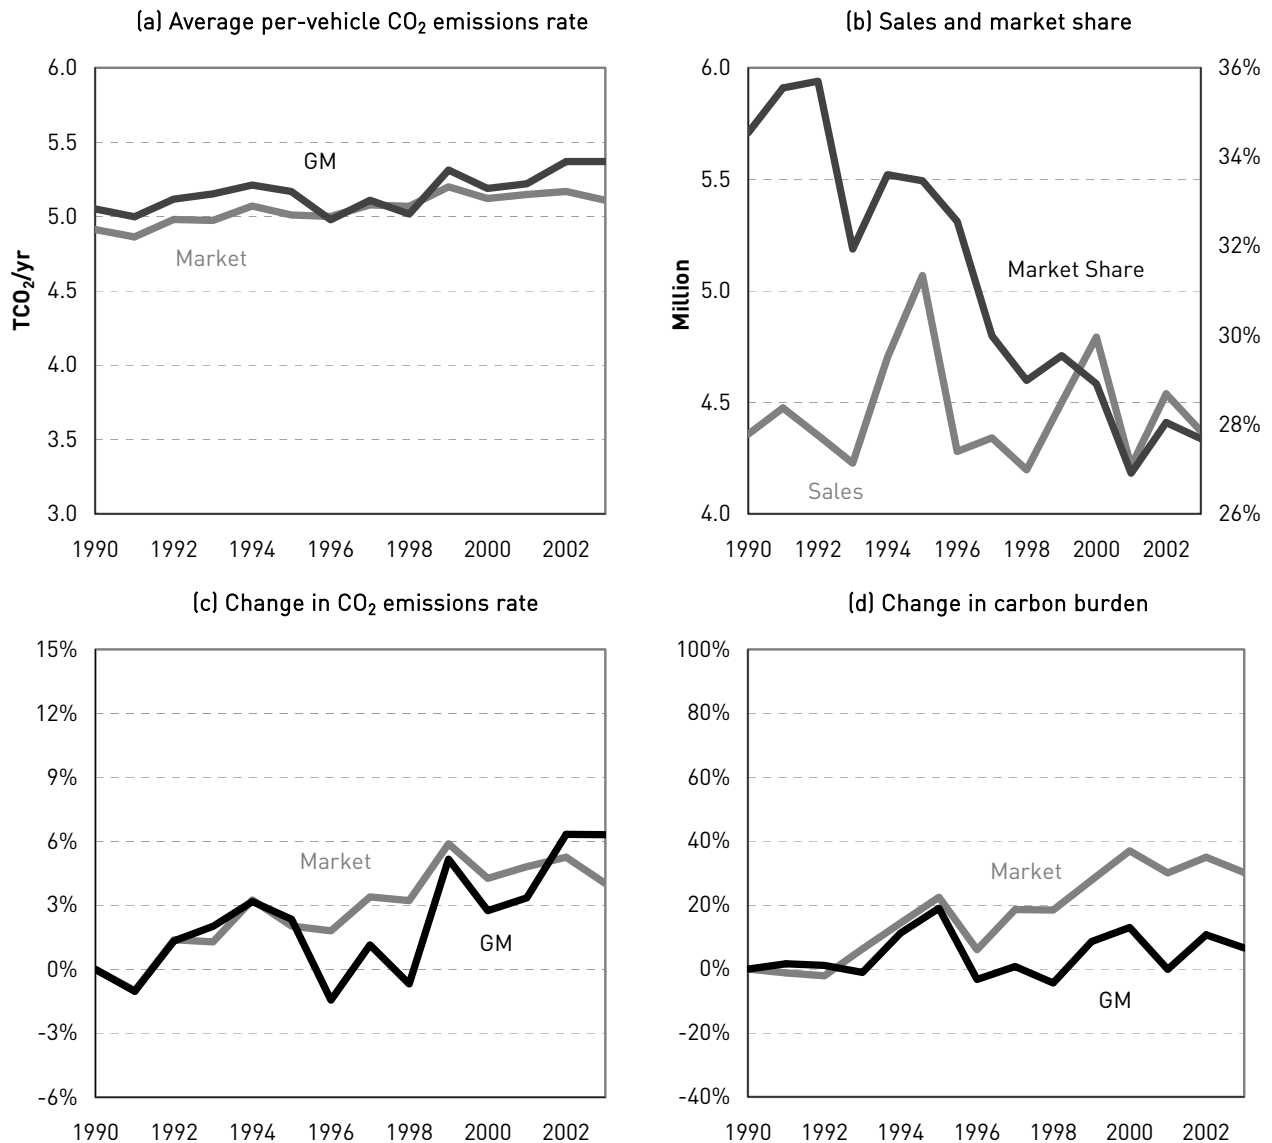 (a) Average per-vehicle CO₂ emissions rate
6.0
5.5
5.0
4.5
4.0
3.5
3.0
TCO₂/yr
GM
Market
1990 1992 1994 1996 1998 2000 2002
(b) Sales and market share
6.0
5.5
5.0
4.5
4.0
Million
36%
34%
32%
30%
28%
26%
Market Share
Sales
1990 1992 1994 1996 1998 2000 2002
(c) Change in CO₂ emissions rate
15%
12%
9%
6%
3%
0%
-3%
-6%
Market
GM
1990 1992 1994 1996 1998 2000 2002
(d) Change in carbon burden
100%
80%
60%
40%
20%
0%
-20%
-40%
Market
GM
1990 1992 1994 1996 1998 2000 2002